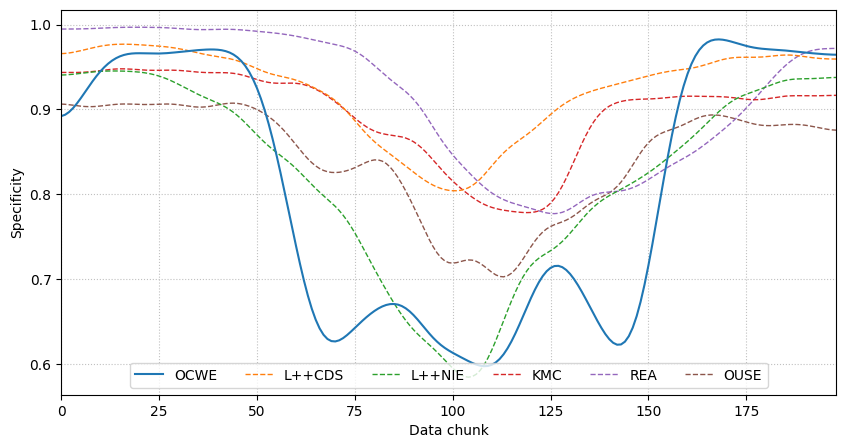 1.0
0.9
0.8
0.7
0.6
Specificity
OCWE L++CDS L++NIE KMC REA OUSE
0 25 50 75 100 125 150 175
Data chunk